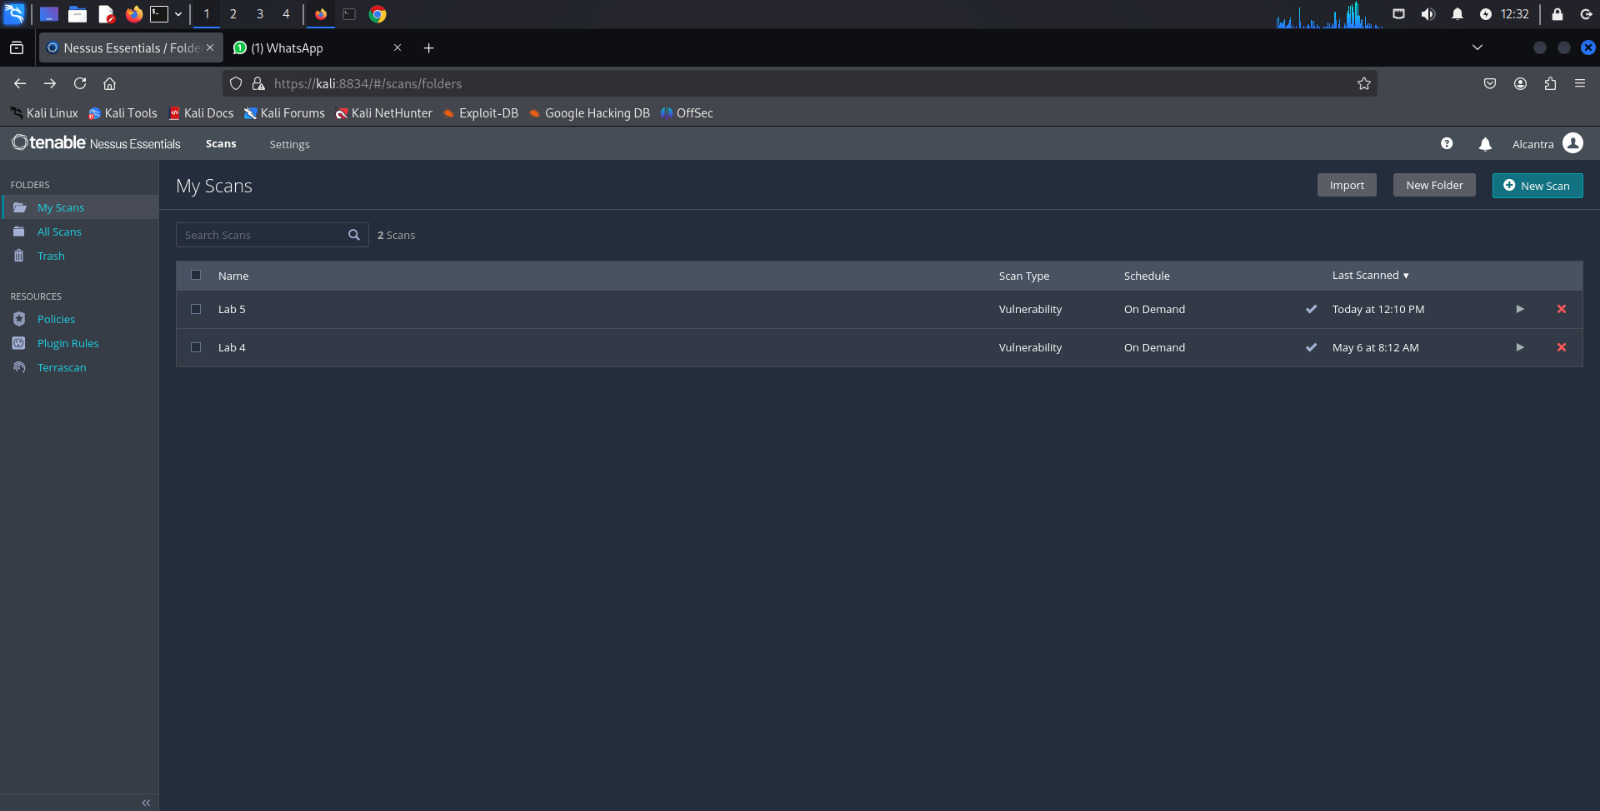 1 2 3 4 12:32
Nessus Essentials / Folde (1) WhatsApp
https://kali:8834/#/scans/folders
Kali Linux Kali Tools Kali Docs Kali Forums Kali NetHunter Exploit-DB Google Hacking DB OffSec
tenable Nessus Essentials Scans Settings Alcantra
FOLDERS
My Scans
All Scans
Trash
RESOURCES
Policies
Plugin Rules
Terrascan
My Scans Import New Folder New Scan
Search Scans 2 Scans
Name Scan Type Schedule Last Scanned ▼
Lab 5 Vulnerability On Demand Today at 12:10 PM
Lab 4 Vulnerability On Demand May 6 at 8:12 AM